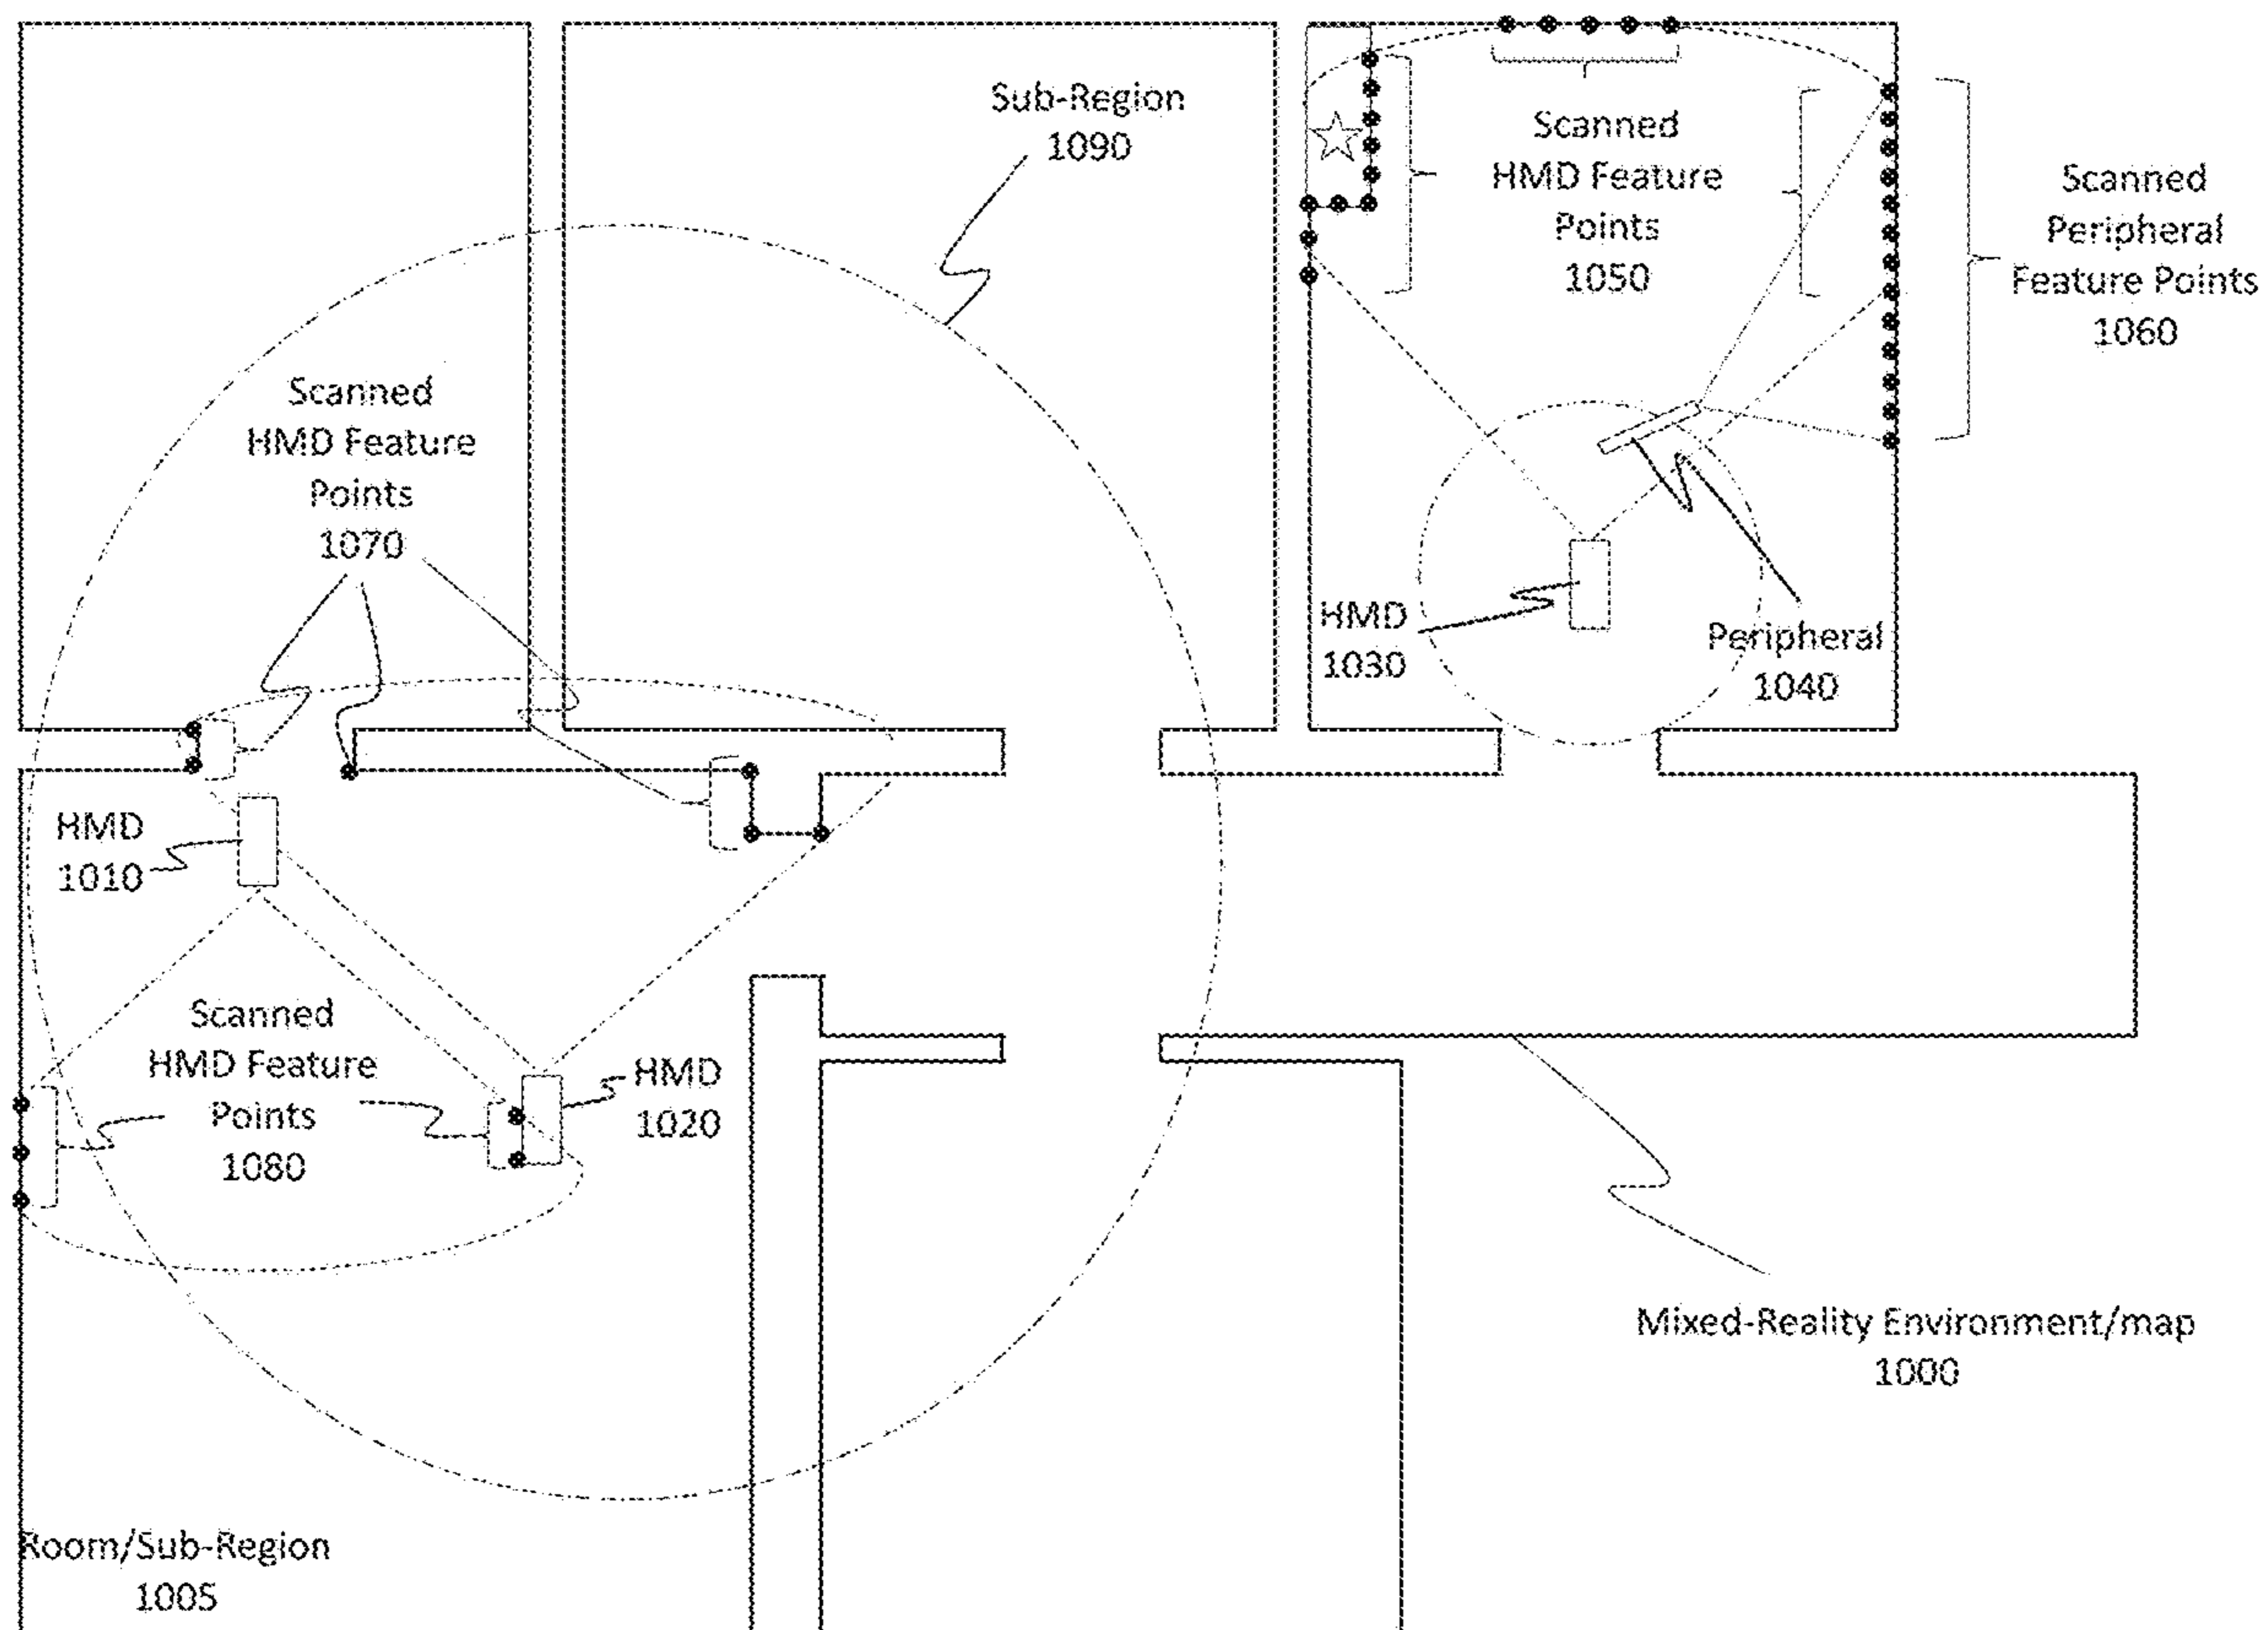 Sub-Region
1090
Scanned
HMD Feature
Points
1050
Scanned
Peripheral
Feature Points
1060
Scanned
HMD Feature
Points
1070
HMD
1030
Peripheral
1040
HMD
1010
Scanned
HMD Feature
Points
1080
HMD
1020
Mixed-Reality Environment/map
1000
Room/Sub-Region
1005